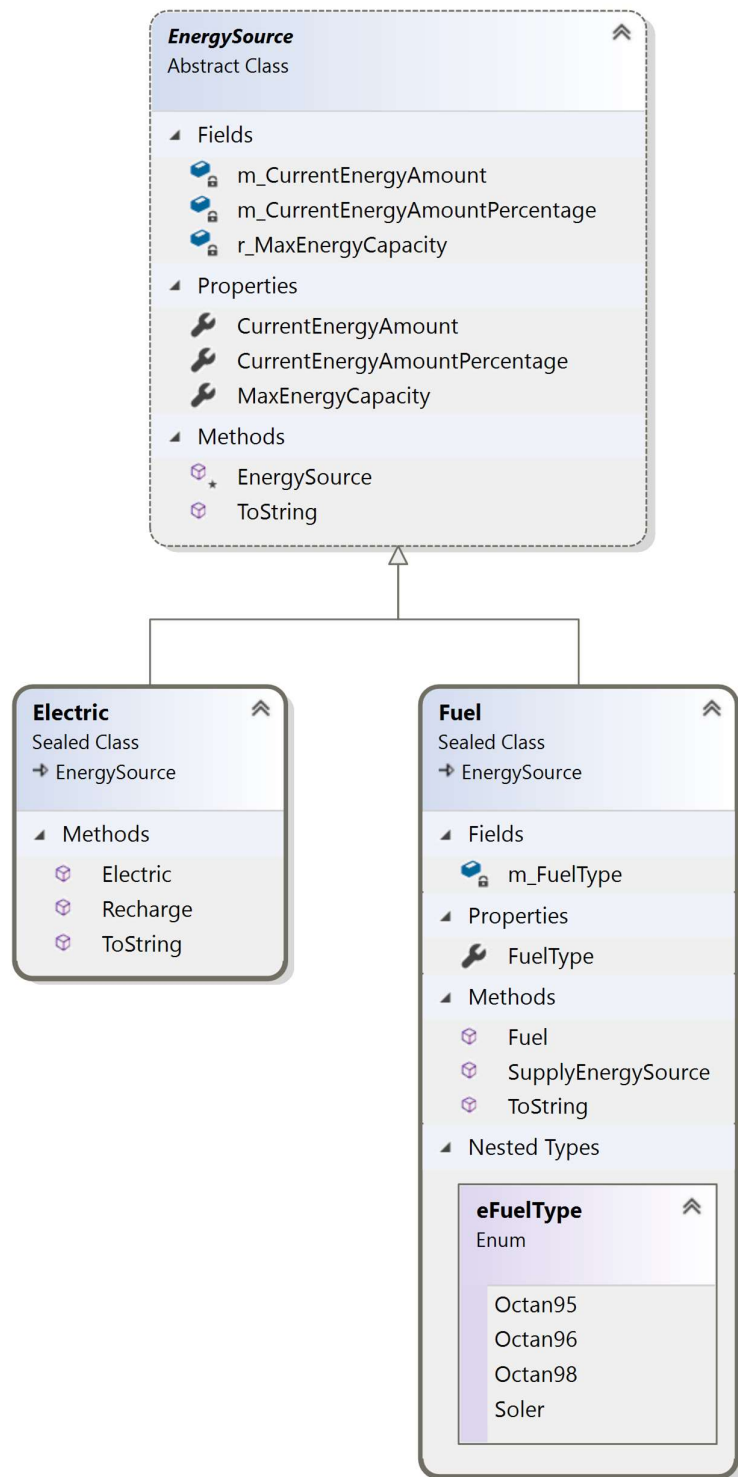 EnergySource
Abstract Class
Fields
m_CurrentEnergyAmount
m_CurrentEnergyAmountPercentage
r_MaxEnergyCapacity
Properties
CurrentEnergyAmount
CurrentEnergyAmountPercentage
MaxEnergyCapacity
Methods
EnergySource
ToString
Electric
Sealed Class
EnergySource
Methods
Electric
Recharge
ToString
Fuel
Sealed Class
EnergySource
Fields
m_FuelType
Properties
FuelType
Methods
Fuel
SupplyEnergySource
ToString
Nested Types
eFuelType
Enum
Octan95
Octan96
Octan98
Soler